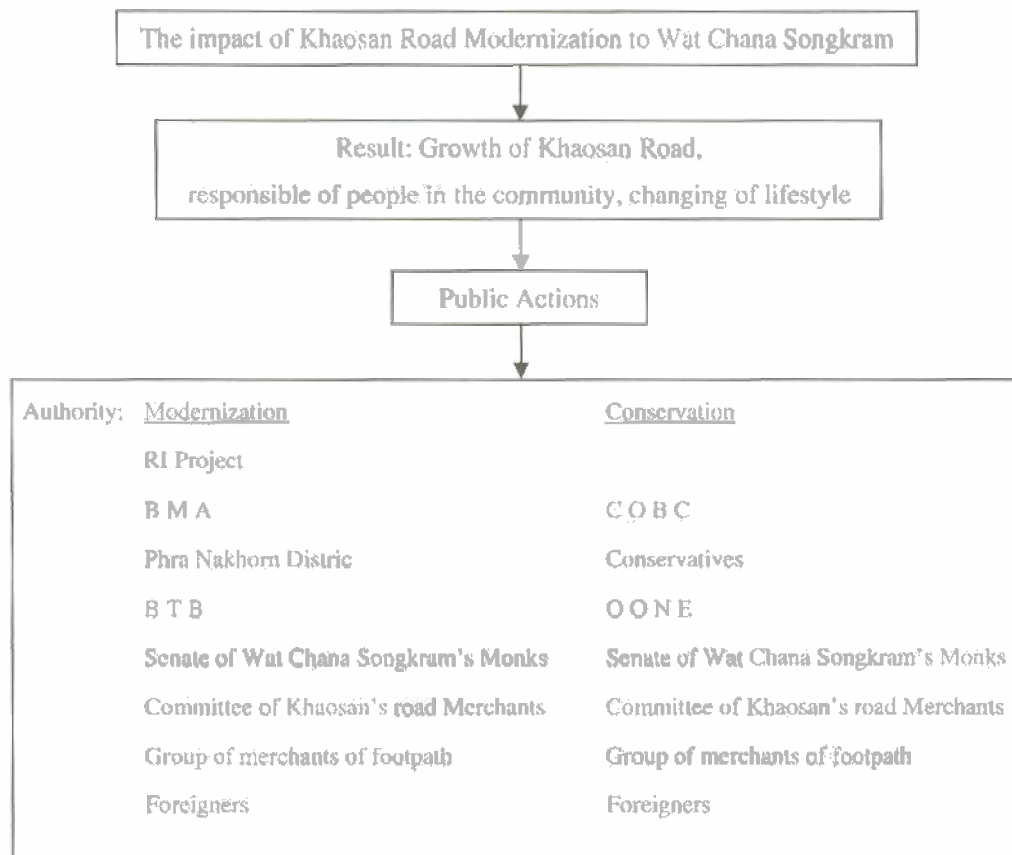 The impact of Khaosan Road Modernization to Wat Chana Songkram
Result: Growth of Khaosan Road,
responsible of people in the community, changing of lifestyle
Public Actions
Authority: Modernization Conservation
RI Project
B M A C O B C
Phra Nakhorn Distric Conservatives
B T B O O N E
Senate of Wat Chana Songkram's Monks Senate of Wat Chana Songkram's Monks
Committee of Khaosan's road Merchants Committee of Khaosan's road Merchants
Group of merchants of footpath Group of merchants of footpath
Foreigners Foreigners